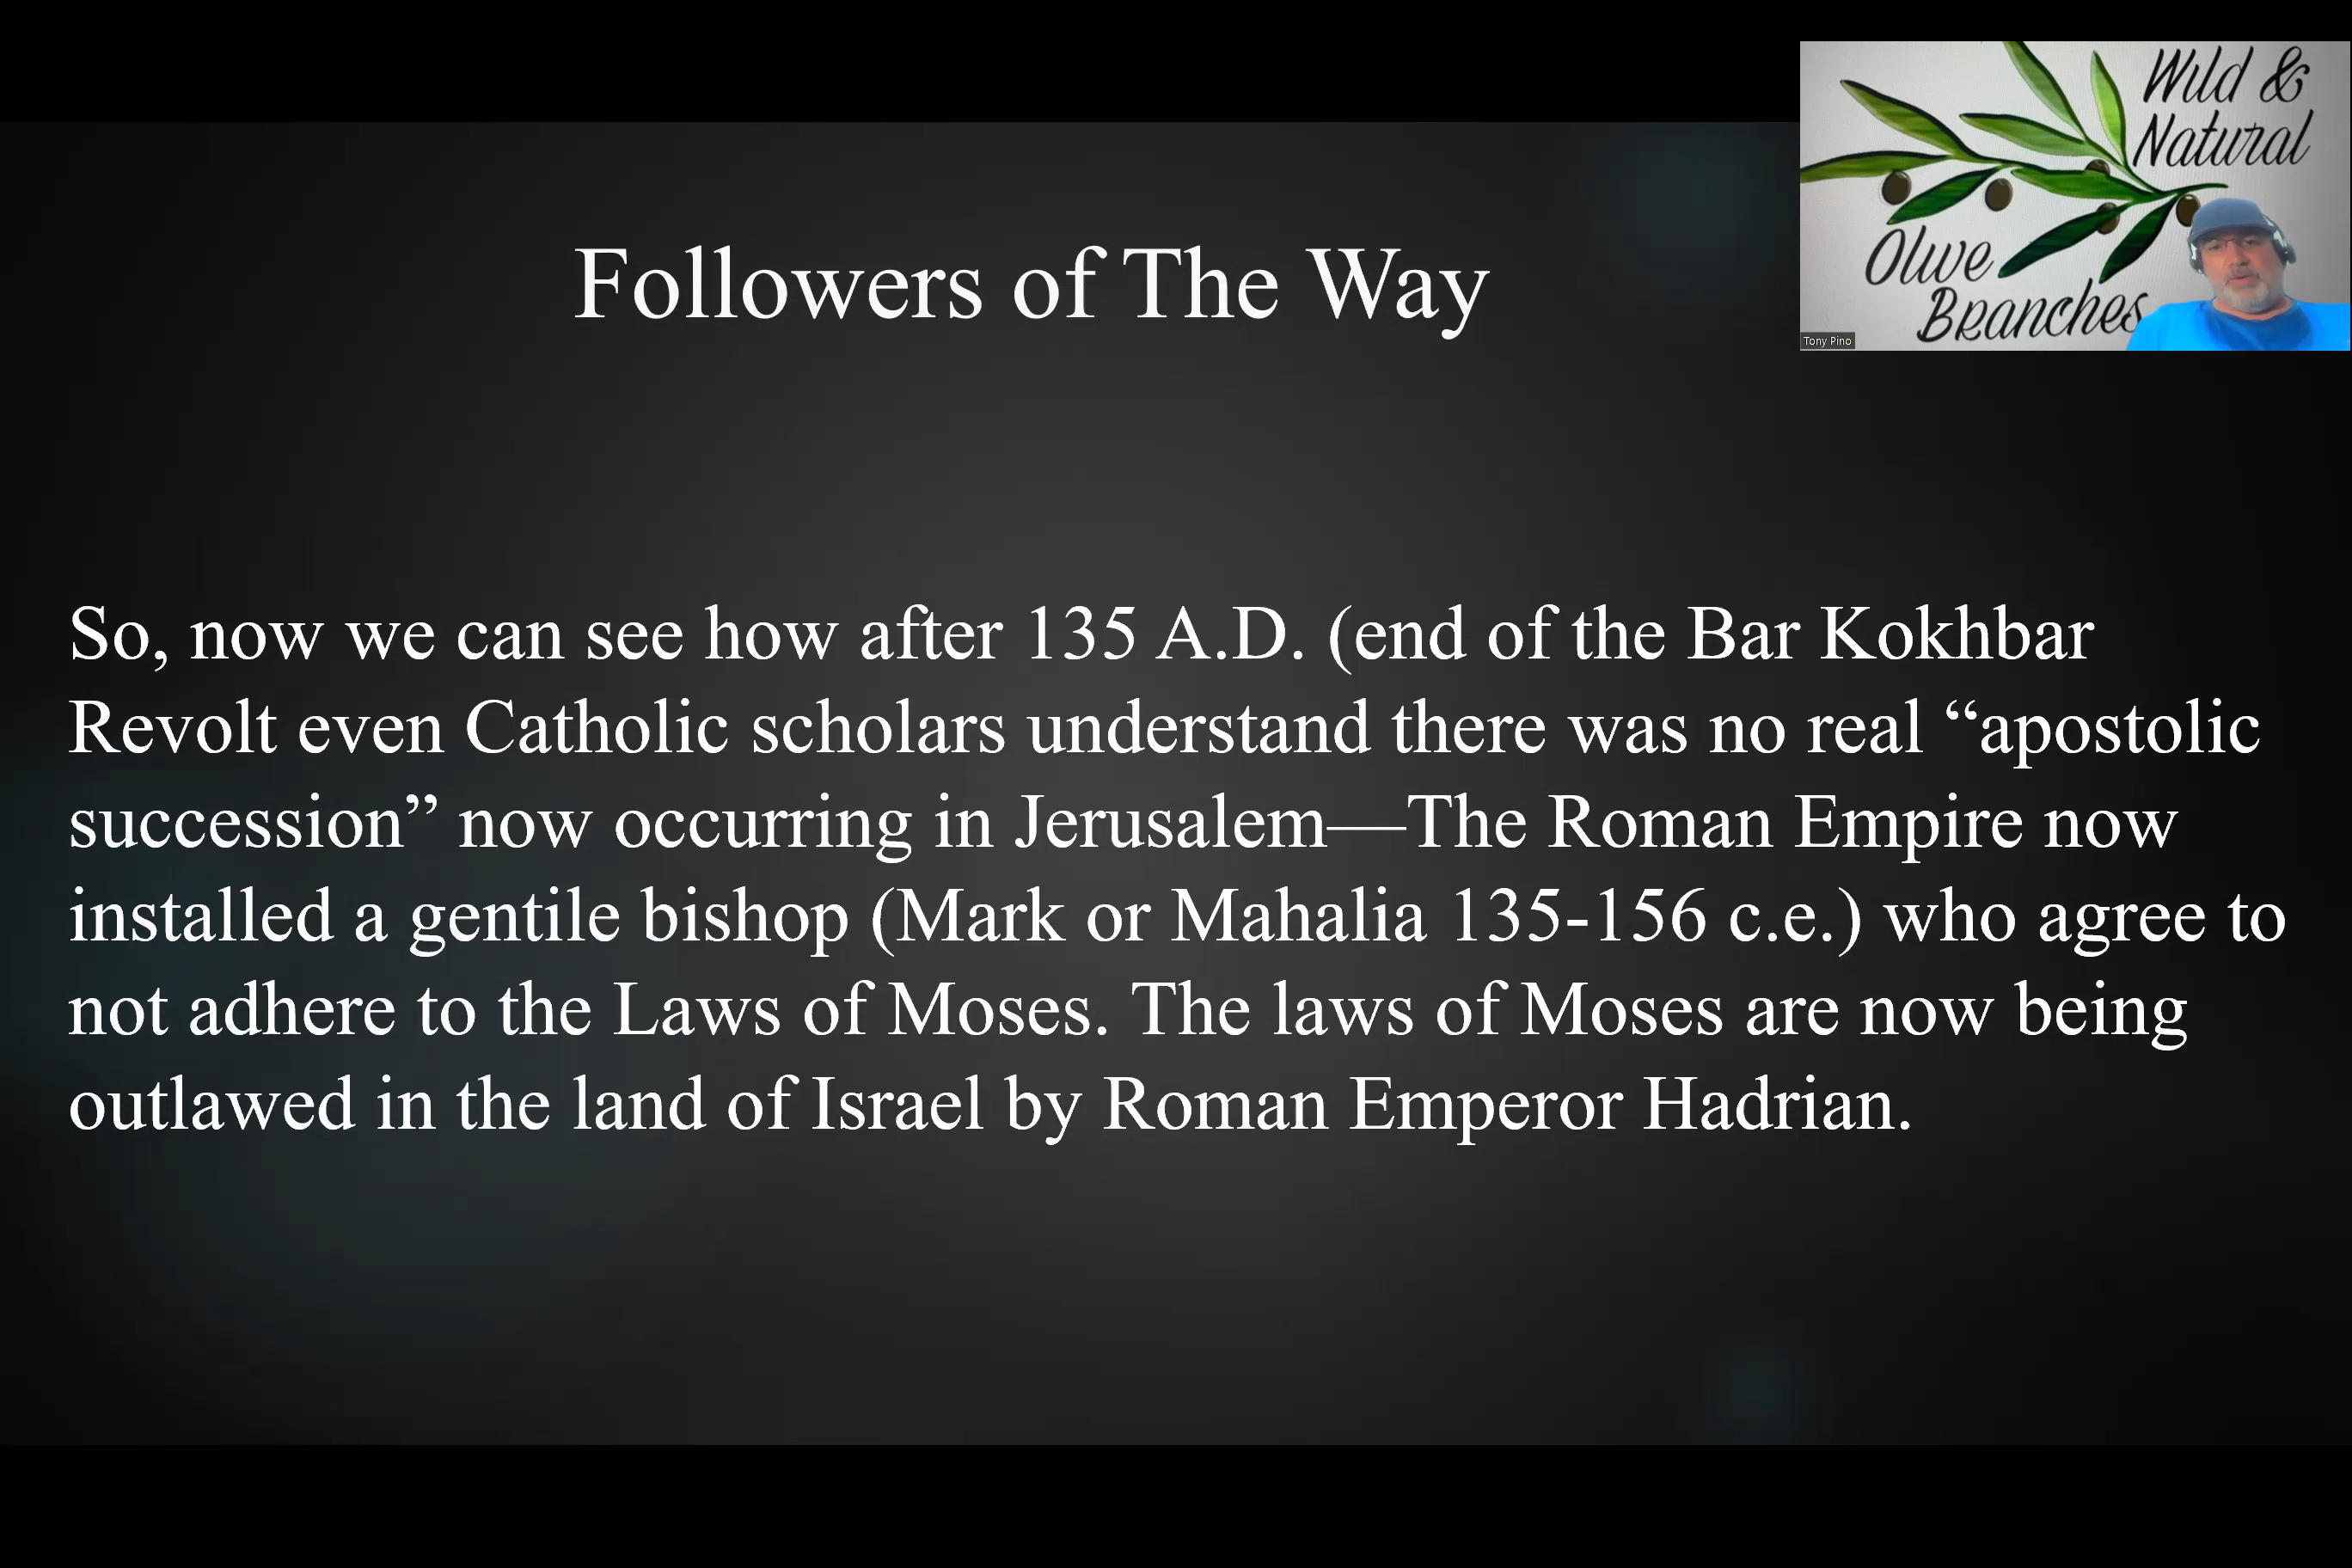 Wild &
Natural
Olive
Branches
Tony Pino
Followers of The Way
So, now we can see how after 135 A.D. (end of the Bar Kokhbar
Revolt even Catholic scholars understand there was no real “apostolic
succession” now occurring in Jerusalem—The Roman Empire now
installed a gentile bishop (Mark or Mahalia 135-156 c.e.) who agree to
not adhere to the Laws of Moses. The laws of Moses are now being
outlawed in the land of Israel by Roman Emperor Hadrian.